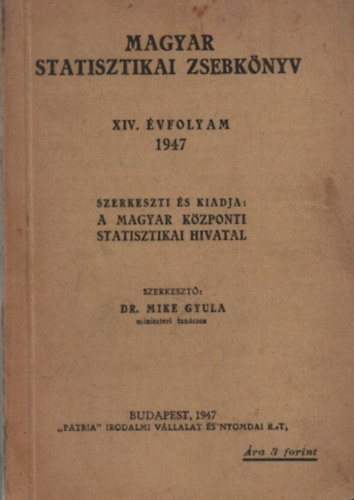 MAGYAR
STATISZTIKAI ZSEBKÖNYV
XIV. ÉVFOLYAM
1947
SZERKESZTI ÉS KIADJA:
A MAGYAR KÖZPONTI
STATISZTIKAI HIVATAL
SZERKESZTŐ:
DR. MIKE GYULA
miniszteri tanácsos
BUDAPEST, 1947
„PÁTRIA" IRODALMI VÁLLALAT ÉS NYOMDAI R.-T,
Ára 3 forint